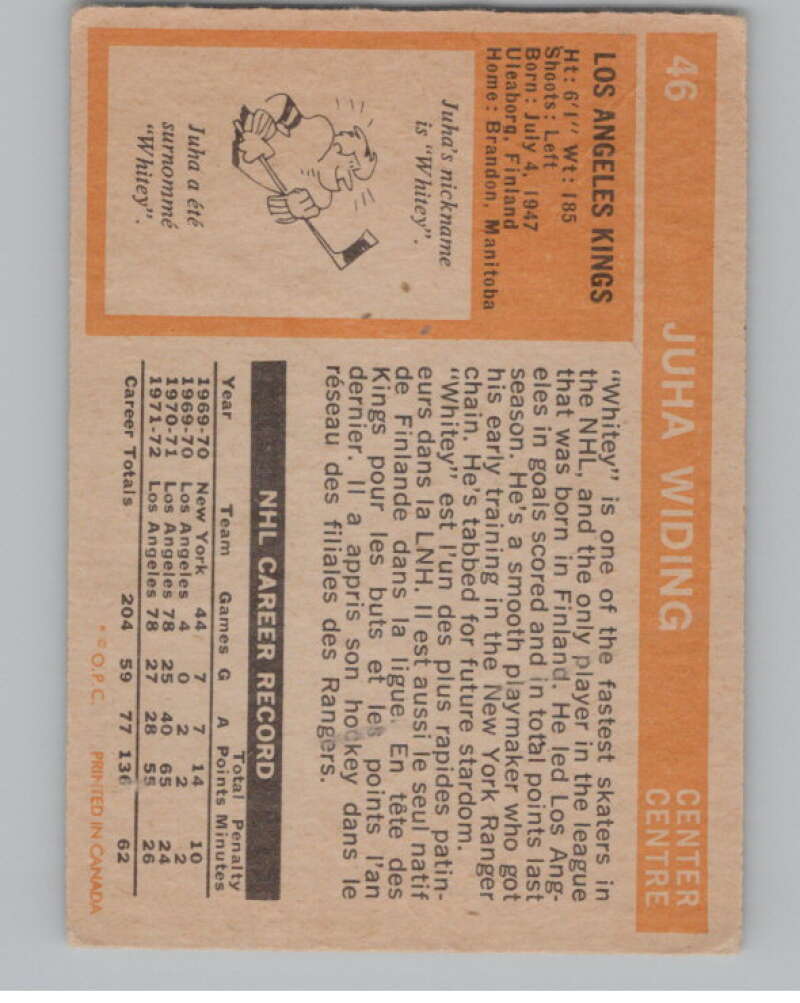 46 JUHA WIDING CENTER
CENTRE
LOS ANGELES KINGS
Ht: 6'1" Wt: 185
Shoots: Left
Born: July 4, 1947
Uleaborg, Finland
Home: Brandon, Manitoba
Juha's nickname
is "Whitey".
Juha a été
surnommé
"Whitey".
"Whitey" is one of the fastest skaters in
the NHL, and the only player in the league
that was born in Finland. He led Los Ang-
eles in goals scored and in total points last
season. He's a smooth playmaker who got
his early training in the New York Ranger
chain. He's tabbed for future stardom.
"Whitey" est l'un des plus rapides patin-
eurs dans la LNH. Il est aussi le seul natif
de Finlande dans la ligue. En tête des
Kings pour les buts et les points l'an
dernier. Il a appris son hockey dans le
réseau des filiales des Rangers.
NHL CAREER RECORD
Total Penalty
Year Team Games G A Points Minutes
1969-70 New York 44 7 7 14 10
1969-70 Los Angeles 4 0 2 2 2
1970-71 Los Angeles 78 25 40 65 24
1971-72 Los Angeles 78 27 28 55 26
Career Totals 204 59 77 136 62
* © O.P.C. PRINTED IN CANADA